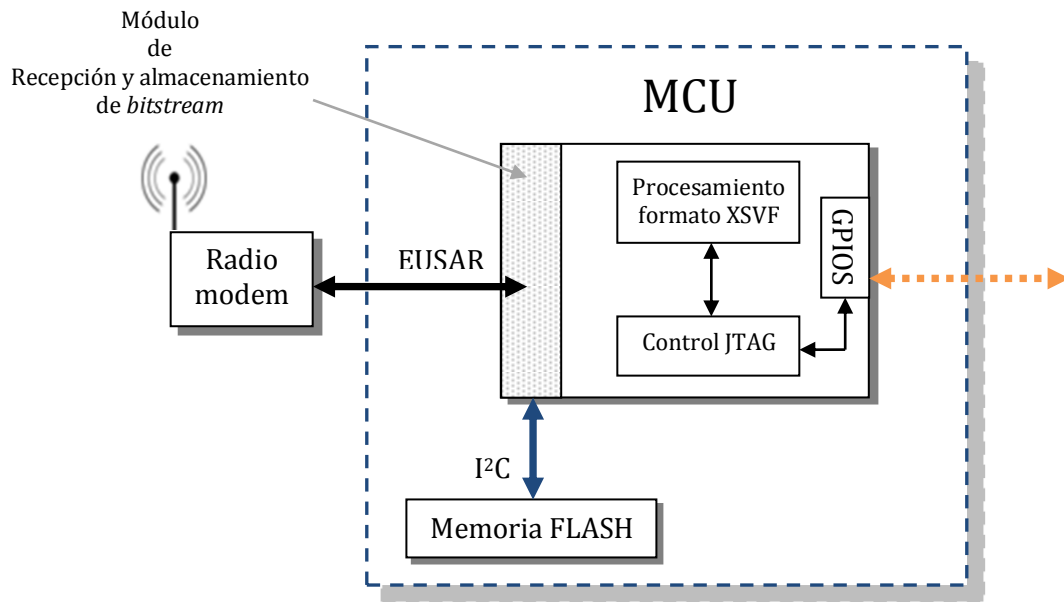 Módulo
de
Recepción y almacenamiento
de bitstream
MCU
Procesamiento
formato XSVF
GPIOS
Radio
modem
EUSAR
Control JTAG
I²C
Memoria FLASH